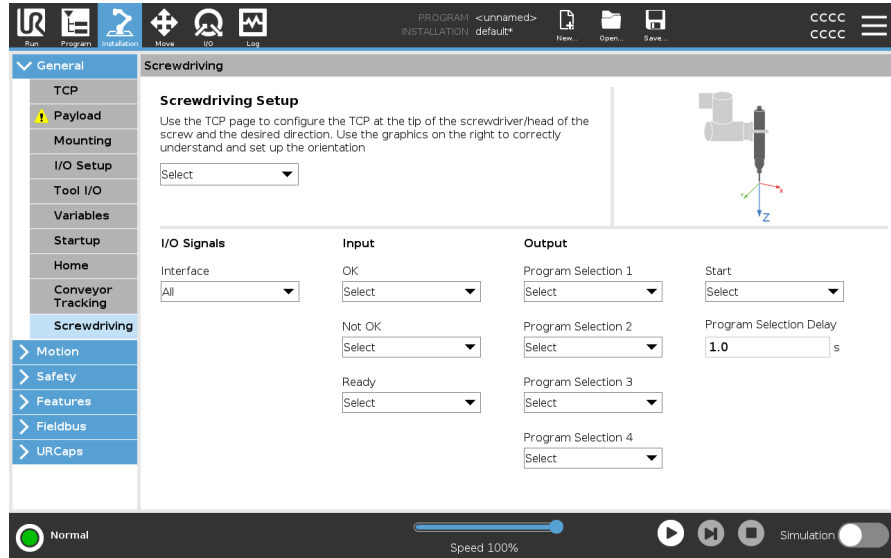 PROGRAM <unnamed>
INSTALLATION default*
CCCC
CCCC
Run Program Installation Move I/O Log New... Open... Save...
General
Screwdriving
TCP
Payload
Mounting
I/O Setup
Tool I/O
Variables
Startup
Home
Conveyor
Tracking
Screwdriving
Motion
Safety
Features
Fieldbus
URCaps
Screwdriving Setup
Use the TCP page to configure the TCP at the tip of the screwdriver/head of the
screw and the desired direction. Use the graphics on the right to correctly
understand and set up the orientation
Select
Y X
Z
I/O Signals Input Output
Interface OK Program Selection 1 Start
All Select Select Select
Not OK Program Selection 2 Program Selection Delay
Select Select 1.0 s
Ready Program Selection 3
Select Select
Program Selection 4
Select
Normal
Speed 100%
Simulation